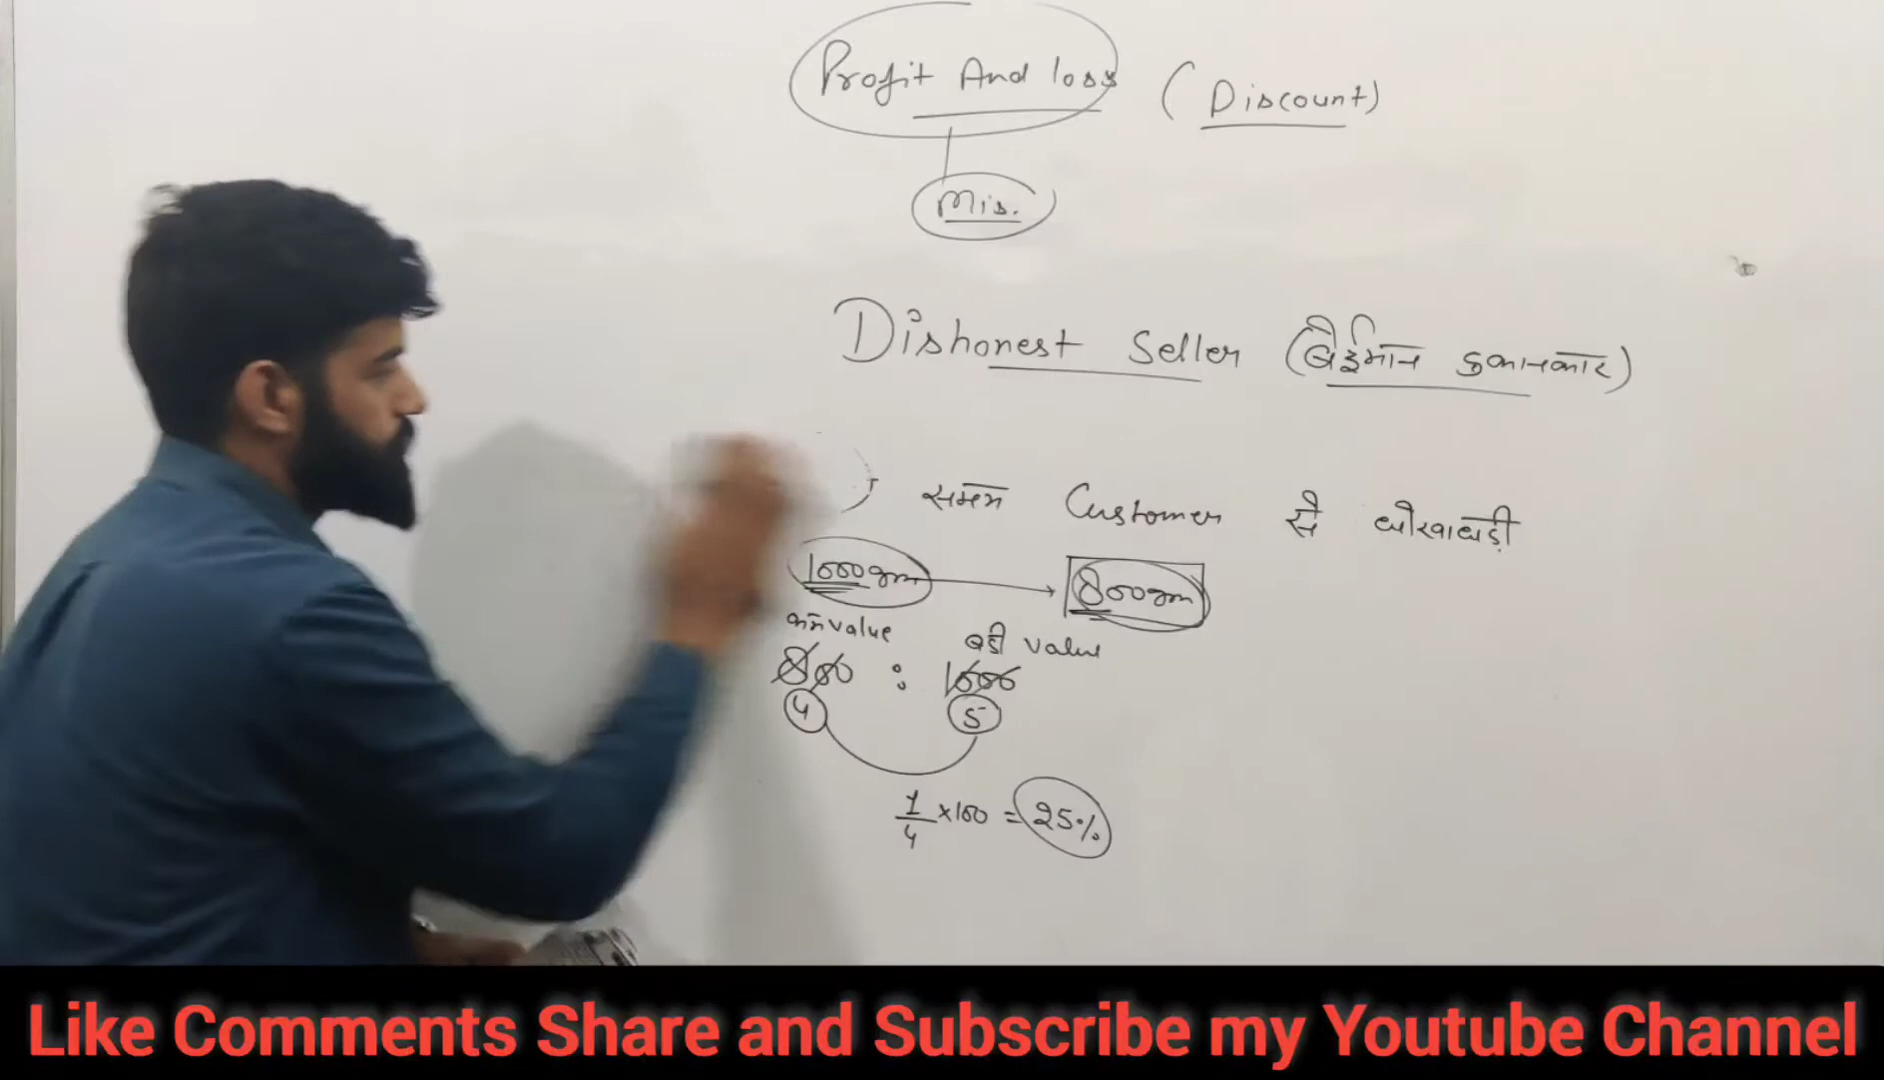 Profit And loss (Discount)
Mis.
Dishonest Seller (बेईमान दुकानदार)
समय Customer से धोखाधड़ी
1000gm → 800gm
कम value बड़ी value
800 : 1000
4 5
1/4 ×100 = 25%
Like Comments Share and Subscribe my Youtube Channel